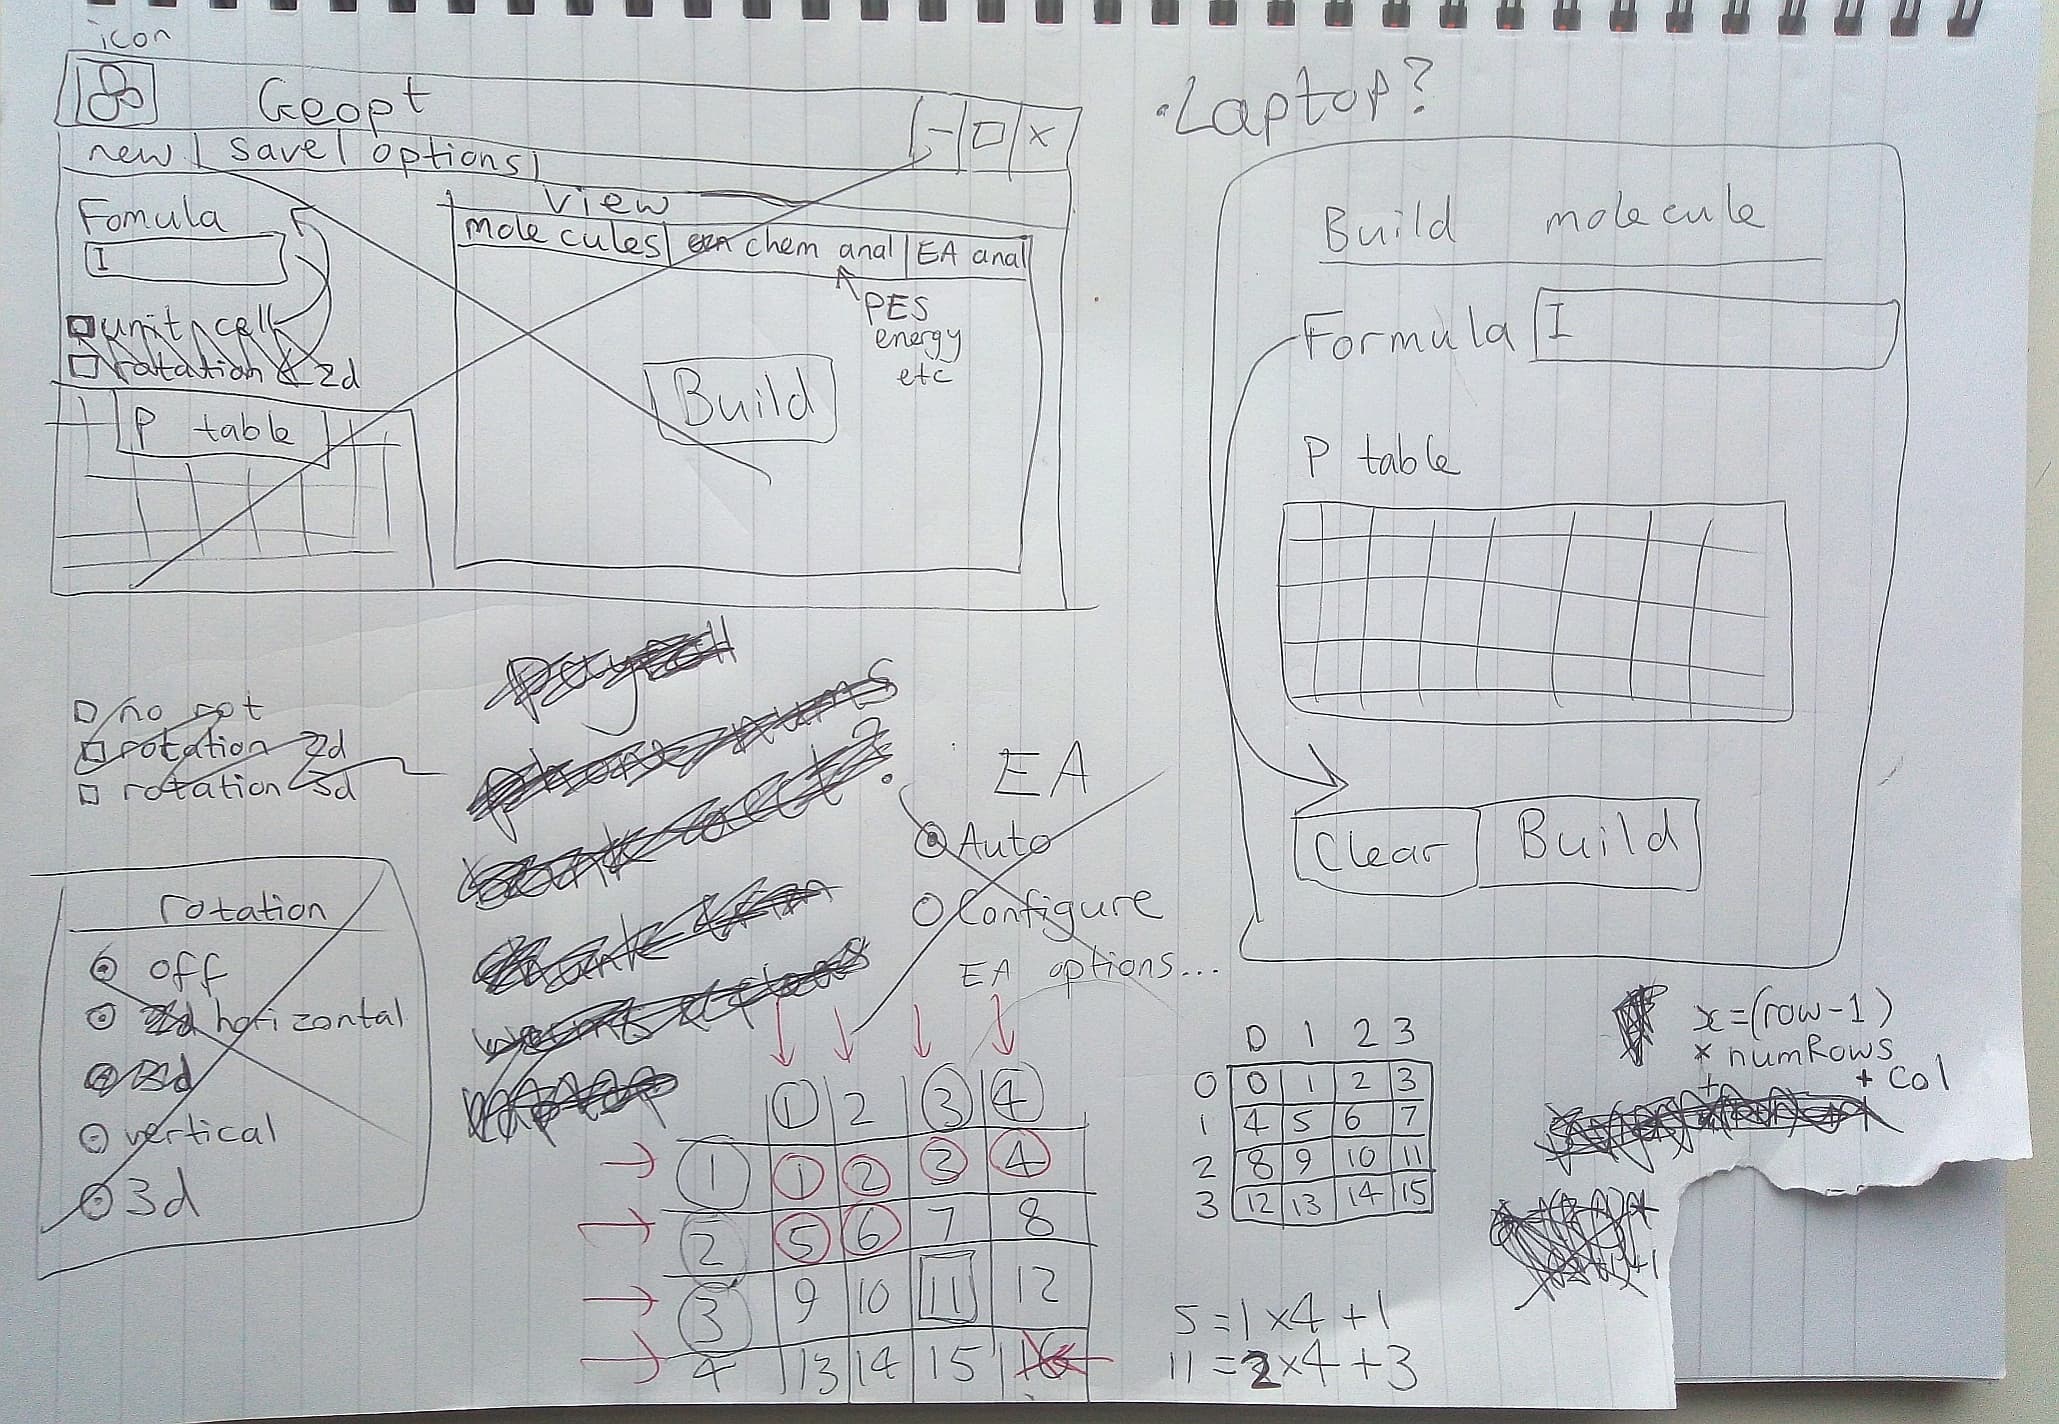 icon
Geopt
- □ x
new | save | options |
Fomula
I
unit cell
rotation 2d
P table
View
molecules | chem anal | EA anal
PES
energy
etc
Build
no rot
rotation 2d
rotation 3d
rotation
off
horizontal
vertical
3d
EA
Auto
Configure
EA options...
1 2 3 4
1 1 2 3 4
2 5 6 7 8
3 9 10 11 12
4 13 14 15 16
.Laptop?
Build molecule
Formula I
P table
Clear Build
0 1 2 3
0 0 1 2 3
1 4 5 6 7
2 8 9 10 11
3 12 13 14 15
x=(row-1)
× numRows
+ col
5=1×4+1
11=2×4+3